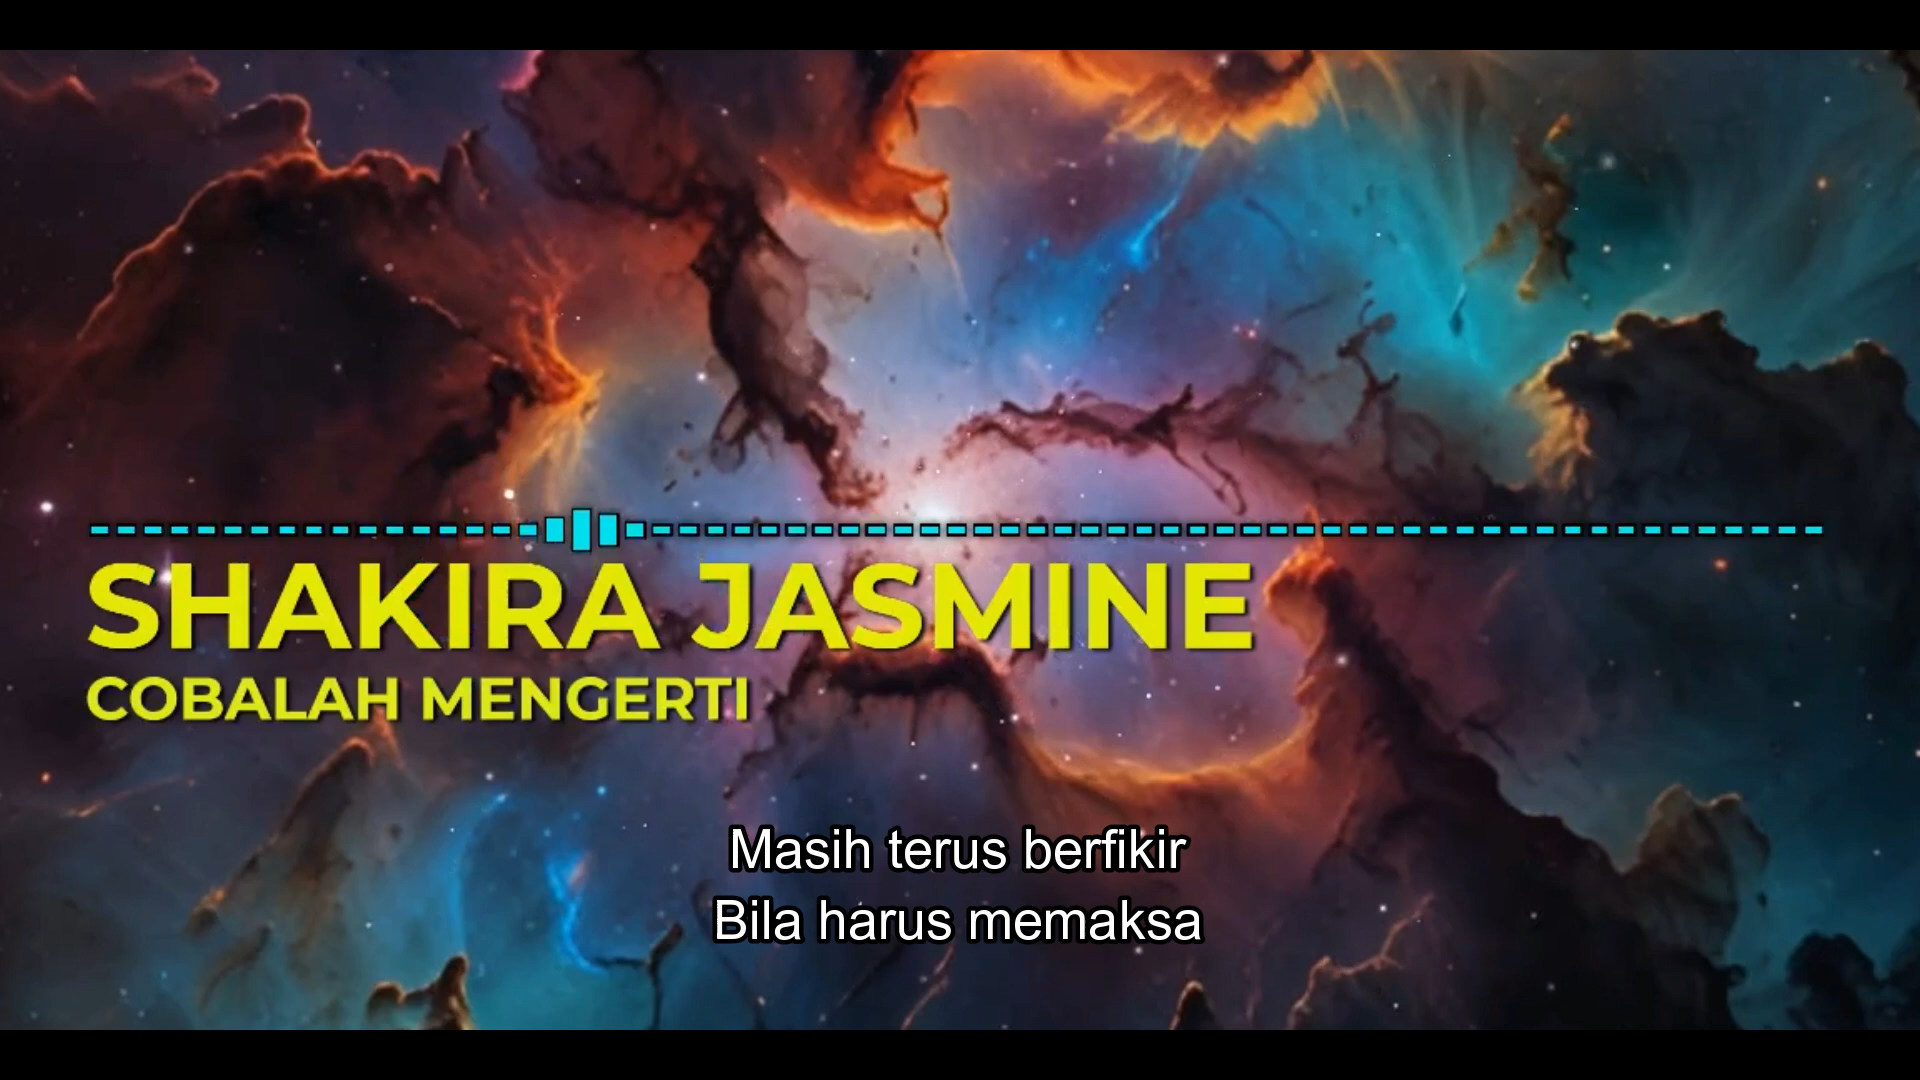 SHAKIRA JASMINE
COBALAH MENGERTI
Masih terus berfikir
Bila harus memaksa